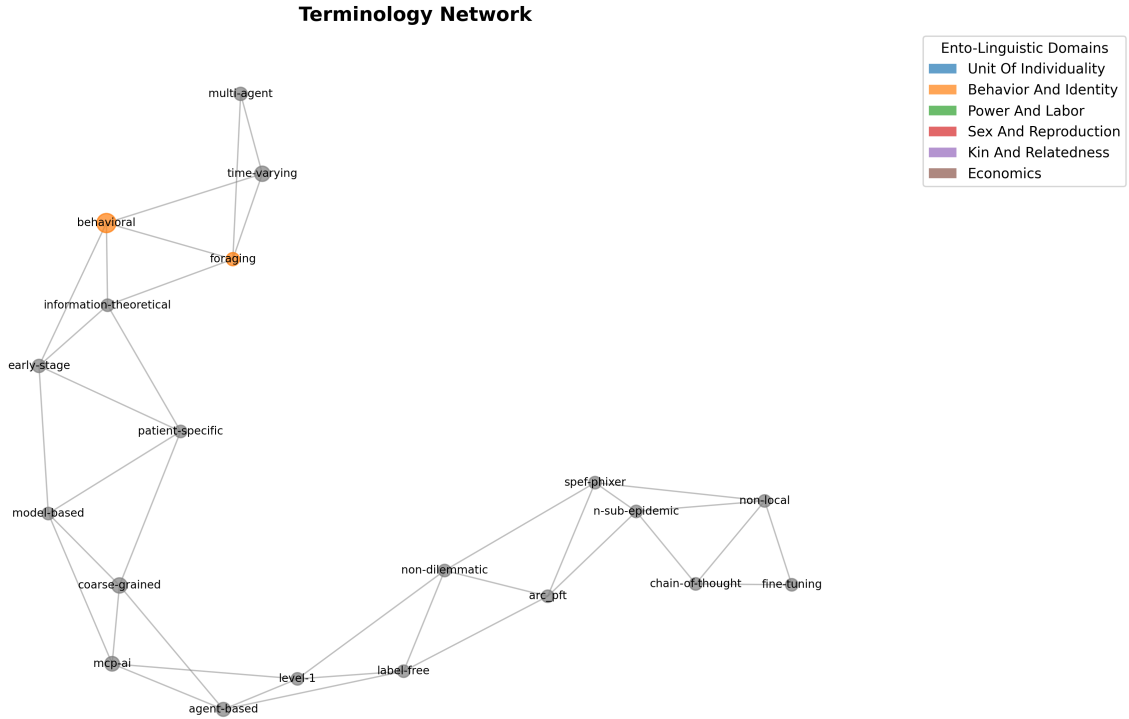 Terminology Network
Ento-Linguistic Domains
Unit Of Individuality
Behavior And Identity
Power And Labor
Sex And Reproduction
Kin And Relatedness
Economics
multi-agent
time-varying
behavioral
foraging
information-theoretical
early-stage
patient-specific
spef-phixer
non-local
model-based
n-sub-epidemic
non-dilemmatic
coarse-grained
chain-of-thought
fine-tuning
arc_pft
mcp-ai
label-free
level-1
agent-based